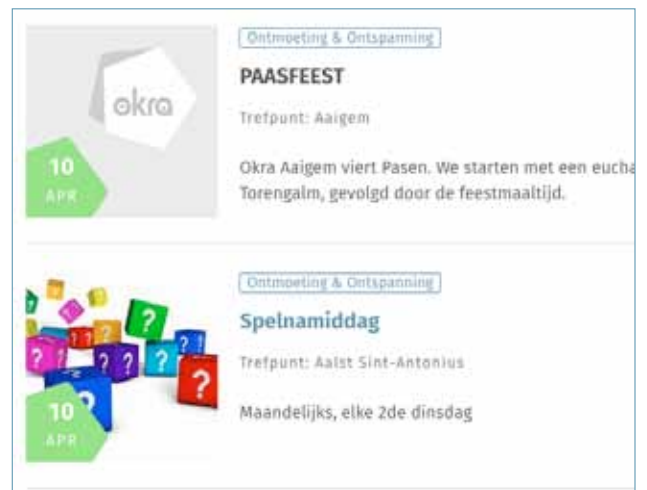 Ontmoeting & Ontspanning
PAASFEEST
okra
Trefpunt: Aaigem
10
APR
Okra Aaigem viert Pasen. We starten met een eucha
Torengalm, gevolgd door de feestmaaltijd.
Ontmoeting & Ontspanning
Spelnamiddag
Trefpunt: Aalst Sint-Antonius
? ? ? ? ? ? ?
10
APR
Maandelijks, elke 2de dinsdag